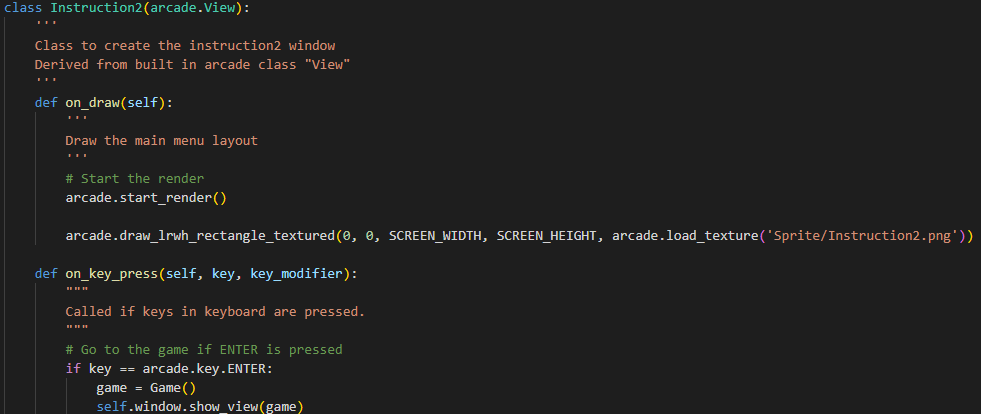 class Instruction2(arcade.View):
    '''
    Class to create the instruction2 window
    Derived from built in arcade class "View"
    '''
    def on_draw(self):
        '''
        Draw the main menu layout
        '''
        # Start the render
        arcade.start_render()

        arcade.draw_lrwh_rectangle_textured(0, 0, SCREEN_WIDTH, SCREEN_HEIGHT, arcade.load_texture('Sprite/Instruction2.png'))

    def on_key_press(self, key, key_modifier):
        """
        Called if keys in keyboard are pressed.
        """
        # Go to the game if ENTER is pressed
        if key == arcade.key.ENTER:
            game = Game()
            self.window.show_view(game)